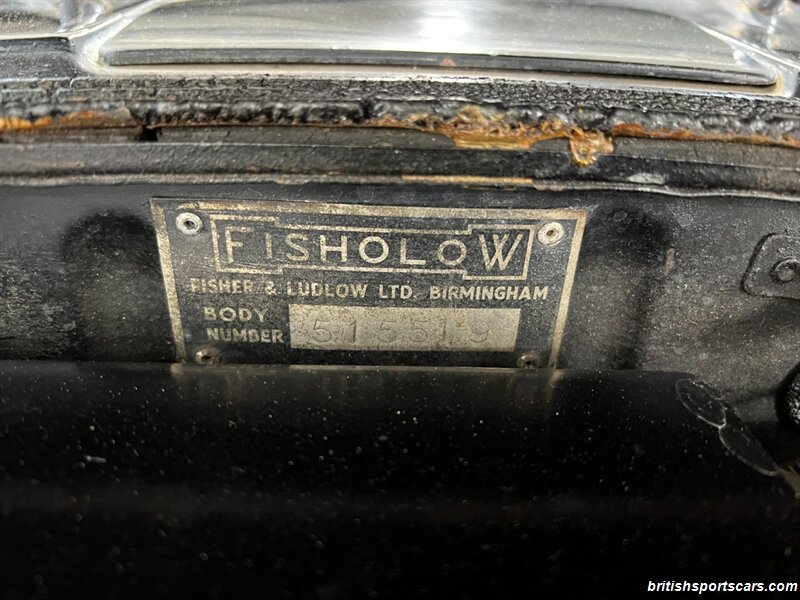 FISHOLOW
FISHER & LUDLOW LTD. BIRMINGHAM
BODY
NUMBER 515519
britishsportscars.com